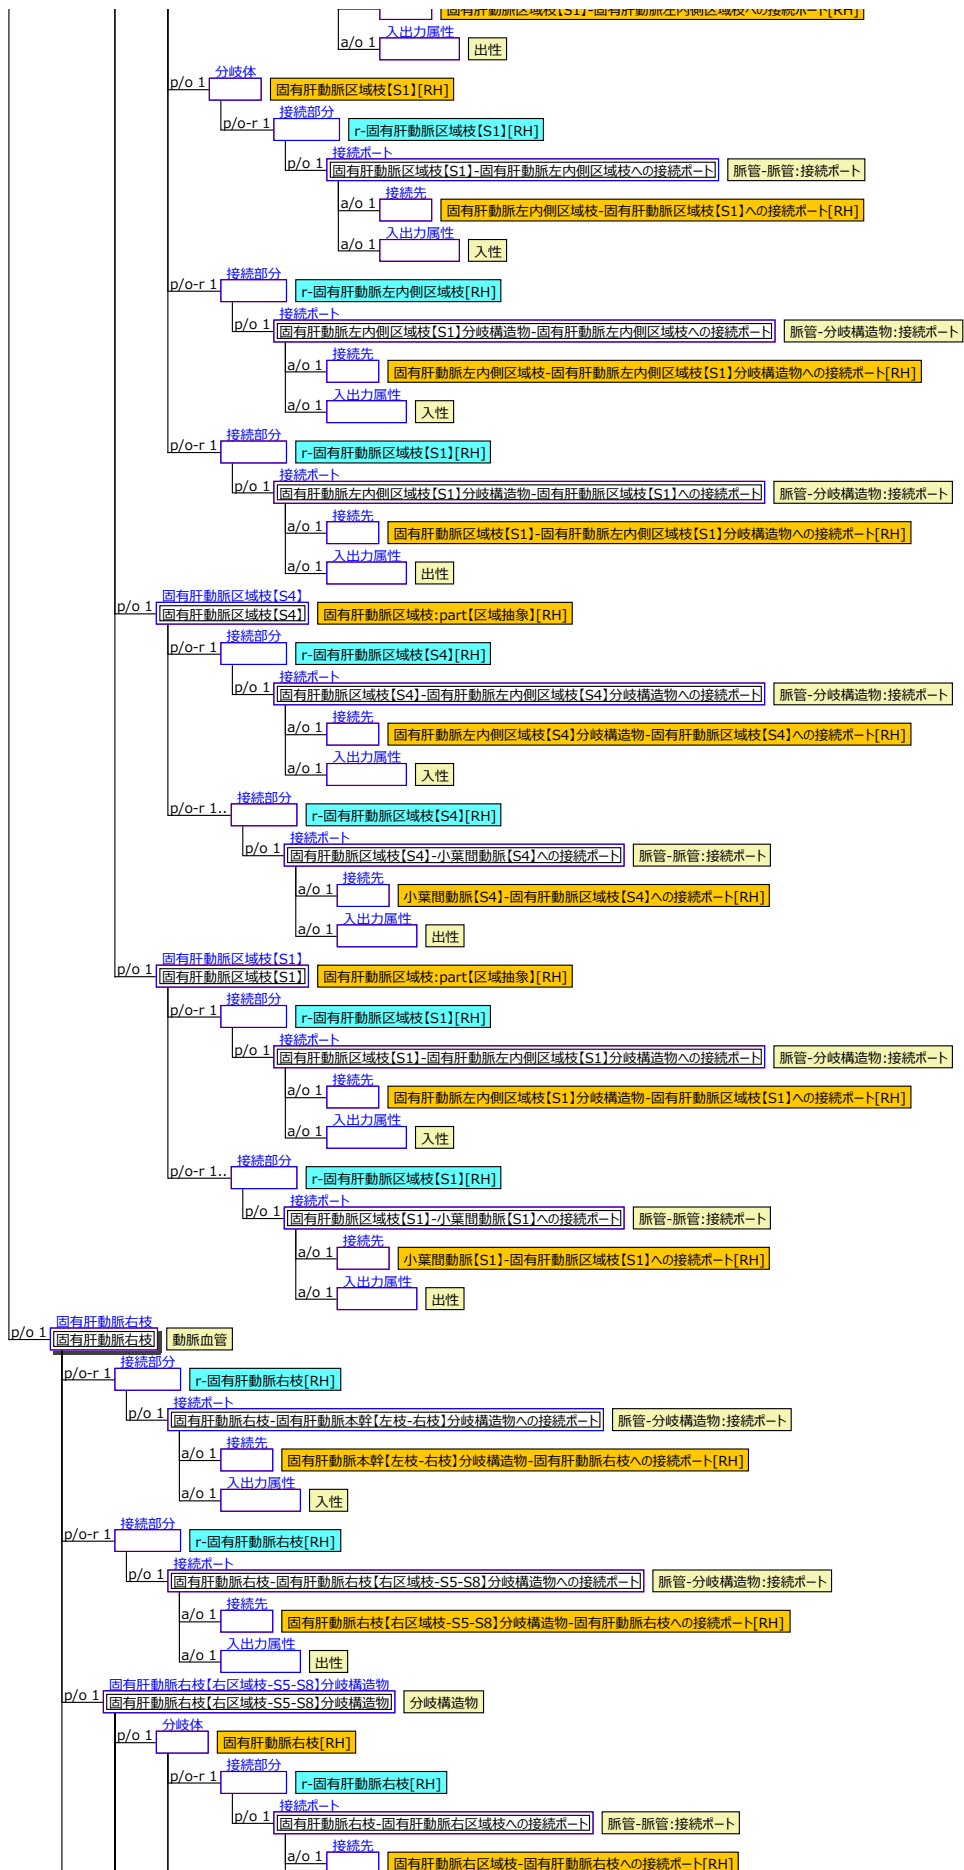 固有肝動脈区域枝【S1】-固有肝動脈左内側区域枝への接続ポート[RH]
入出力属性
a/o 1 出性
分岐体
p/o 1 固有肝動脈区域枝【S1】[RH]
接続部分
p/o-r 1 r-固有肝動脈区域枝【S1】[RH]
接続ポート
p/o 1 固有肝動脈区域枝【S1】-固有肝動脈左内側区域枝への接続ポート 脈管-脈管:接続ポート
接続先
a/o 1 固有肝動脈左内側区域枝-固有肝動脈区域枝【S1】への接続ポート[RH]
入出力属性
a/o 1 入性
接続部分
p/o-r 1 r-固有肝動脈左内側区域枝[RH]
接続ポート
p/o 1 固有肝動脈左内側区域枝【S1】分岐構造物-固有肝動脈左内側区域枝への接続ポート 脈管-分岐構造物:接続ポート
接続先
a/o 1 固有肝動脈左内側区域枝-固有肝動脈左内側区域枝【S1】分岐構造物への接続ポート[RH]
入出力属性
a/o 1 入性
接続部分
p/o-r 1 r-固有肝動脈区域枝【S1】[RH]
接続ポート
p/o 1 固有肝動脈左内側区域枝【S1】分岐構造物-固有肝動脈区域枝【S1】への接続ポート 脈管-分岐構造物:接続ポート
接続先
a/o 1 固有肝動脈区域枝【S1】-固有肝動脈左内側区域枝【S1】分岐構造物への接続ポート[RH]
入出力属性
a/o 1 出性
固有肝動脈区域枝【S4】
p/o 1 固有肝動脈区域枝【S4】 固有肝動脈区域枝:part【区域抽象】[RH]
接続部分
p/o-r 1 r-固有肝動脈区域枝【S4】[RH]
接続ポート
p/o 1 固有肝動脈区域枝【S4】-固有肝動脈左内側区域枝【S4】分岐構造物への接続ポート 脈管-分岐構造物:接続ポート
接続先
a/o 1 固有肝動脈左内側区域枝【S4】分岐構造物-固有肝動脈区域枝【S4】への接続ポート[RH]
入出力属性
a/o 1 入性
接続部分
p/o-r 1.. r-固有肝動脈区域枝【S4】[RH]
接続ポート
p/o 1 固有肝動脈区域枝【S4】-小葉間動脈【S4】への接続ポート 脈管-脈管:接続ポート
接続先
a/o 1 小葉間動脈【S4】-固有肝動脈区域枝【S4】への接続ポート[RH]
入出力属性
a/o 1 出性
固有肝動脈区域枝【S1】
p/o 1 固有肝動脈区域枝【S1】 固有肝動脈区域枝:part【区域抽象】[RH]
接続部分
p/o-r 1 r-固有肝動脈区域枝【S1】[RH]
接続ポート
p/o 1 固有肝動脈区域枝【S1】-固有肝動脈左内側区域枝【S1】分岐構造物への接続ポート 脈管-分岐構造物:接続ポート
接続先
a/o 1 固有肝動脈左内側区域枝【S1】分岐構造物-固有肝動脈区域枝【S1】への接続ポート[RH]
入出力属性
a/o 1 入性
接続部分
p/o-r 1.. r-固有肝動脈区域枝【S1】[RH]
接続ポート
p/o 1 固有肝動脈区域枝【S1】-小葉間動脈【S1】への接続ポート 脈管-脈管:接続ポート
接続先
a/o 1 小葉間動脈【S1】-固有肝動脈区域枝【S1】への接続ポート[RH]
入出力属性
a/o 1 出性
固有肝動脈右枝
p/o 1 固有肝動脈右枝 動脈血管
接続部分
p/o-r 1 r-固有肝動脈右枝[RH]
接続ポート
p/o 1 固有肝動脈右枝-固有肝動脈本幹【左枝-右枝】分岐構造物への接続ポート 脈管-分岐構造物:接続ポート
接続先
a/o 1 固有肝動脈本幹【左枝-右枝】分岐構造物-固有肝動脈右枝への接続ポート[RH]
入出力属性
a/o 1 入性
接続部分
p/o-r 1 r-固有肝動脈右枝[RH]
接続ポート
p/o 1 固有肝動脈右枝-固有肝動脈右枝【右区域枝-S5-S8】分岐構造物への接続ポート 脈管-分岐構造物:接続ポート
接続先
a/o 1 固有肝動脈右枝【右区域枝-S5-S8】分岐構造物-固有肝動脈右枝への接続ポート[RH]
入出力属性
a/o 1 出性
固有肝動脈右枝【右区域枝-S5-S8】分岐構造物
p/o 1 固有肝動脈右枝【右区域枝-S5-S8】分岐構造物 分岐構造物
分岐体
p/o 1 固有肝動脈右枝[RH]
接続部分
p/o-r 1 r-固有肝動脈右枝[RH]
接続ポート
p/o 1 固有肝動脈右枝-固有肝動脈右区域枝への接続ポート 脈管-脈管:接続ポート
接続先
a/o 1 固有肝動脈右区域枝-固有肝動脈右枝への接続ポート[RH]